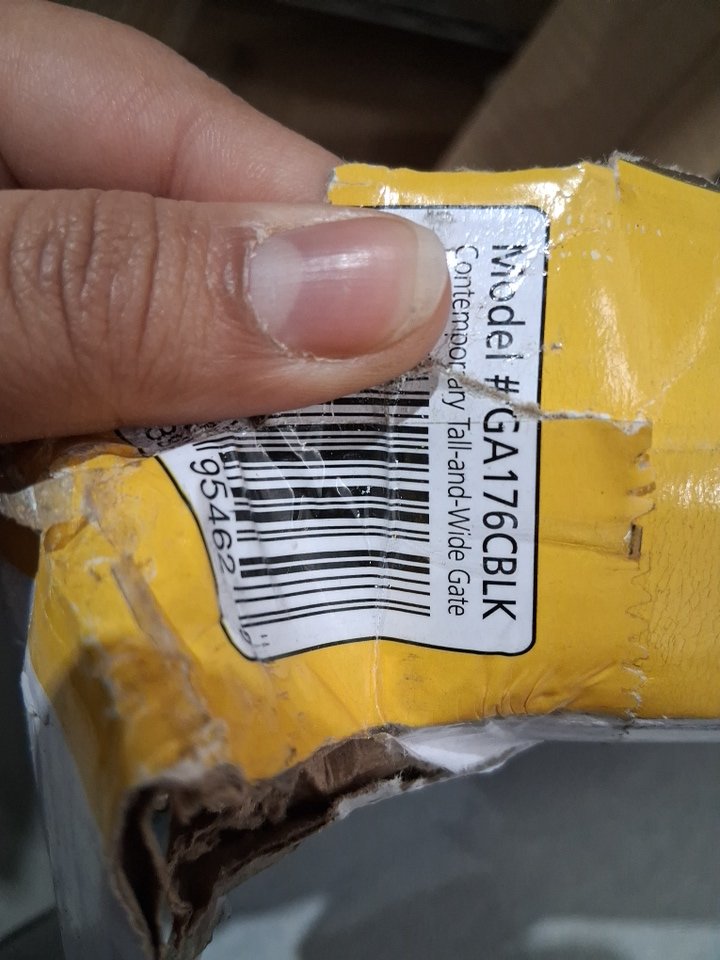 Model #GA176CBLK
Contemporary Tall-and-Wide Gate
95462